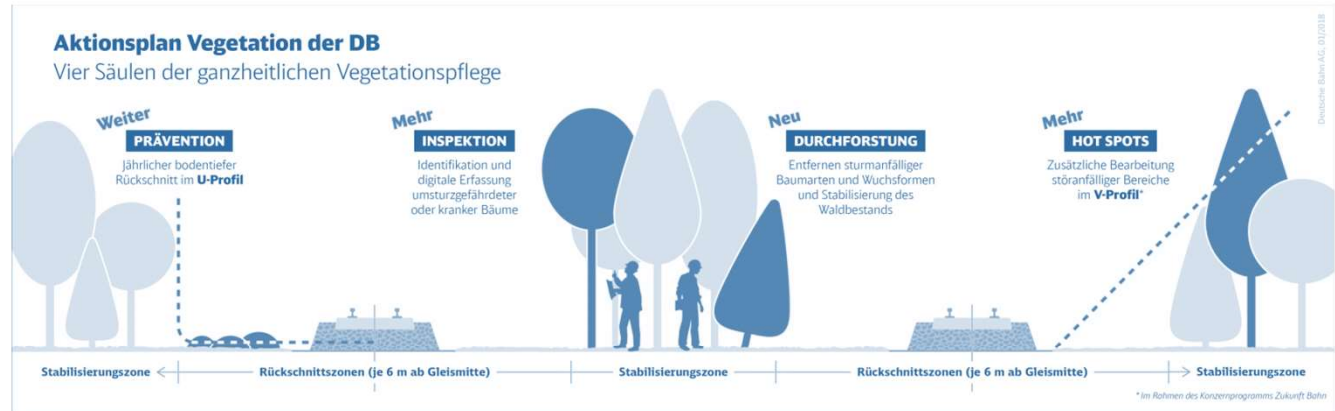 Aktionsplan Vegetation der DB
Vier Säulen der ganzheitlichen Vegetationspflege
Weiter
PRÄVENTION
Jährlicher bodentiefer
Rückschnitt im U-Profil
Mehr
INSPEKTION
Identifikation und
digitale Erfassung
umsturzgefährdeter
oder kranker Bäume
Neu
DURCHFORSTUNG
Entfernen sturmanfälliger
Baumarten und Wuchsformen
und Stabilisierung des
Waldbestands
Mehr
HOT SPOTS
Zusätzliche Bearbeitung
störanfälliger Bereiche
im V-Profil*
Deutsche Bahn AG, 01/2018
Stabilisierungszone
Rückschnittszonen (je 6 m ab Gleismitte)
Stabilisierungszone
Rückschnittszonen (je 6 m ab Gleismitte)
Stabilisierungszone
* Im Rahmen des Konzernprogramms Zukunft Bahn